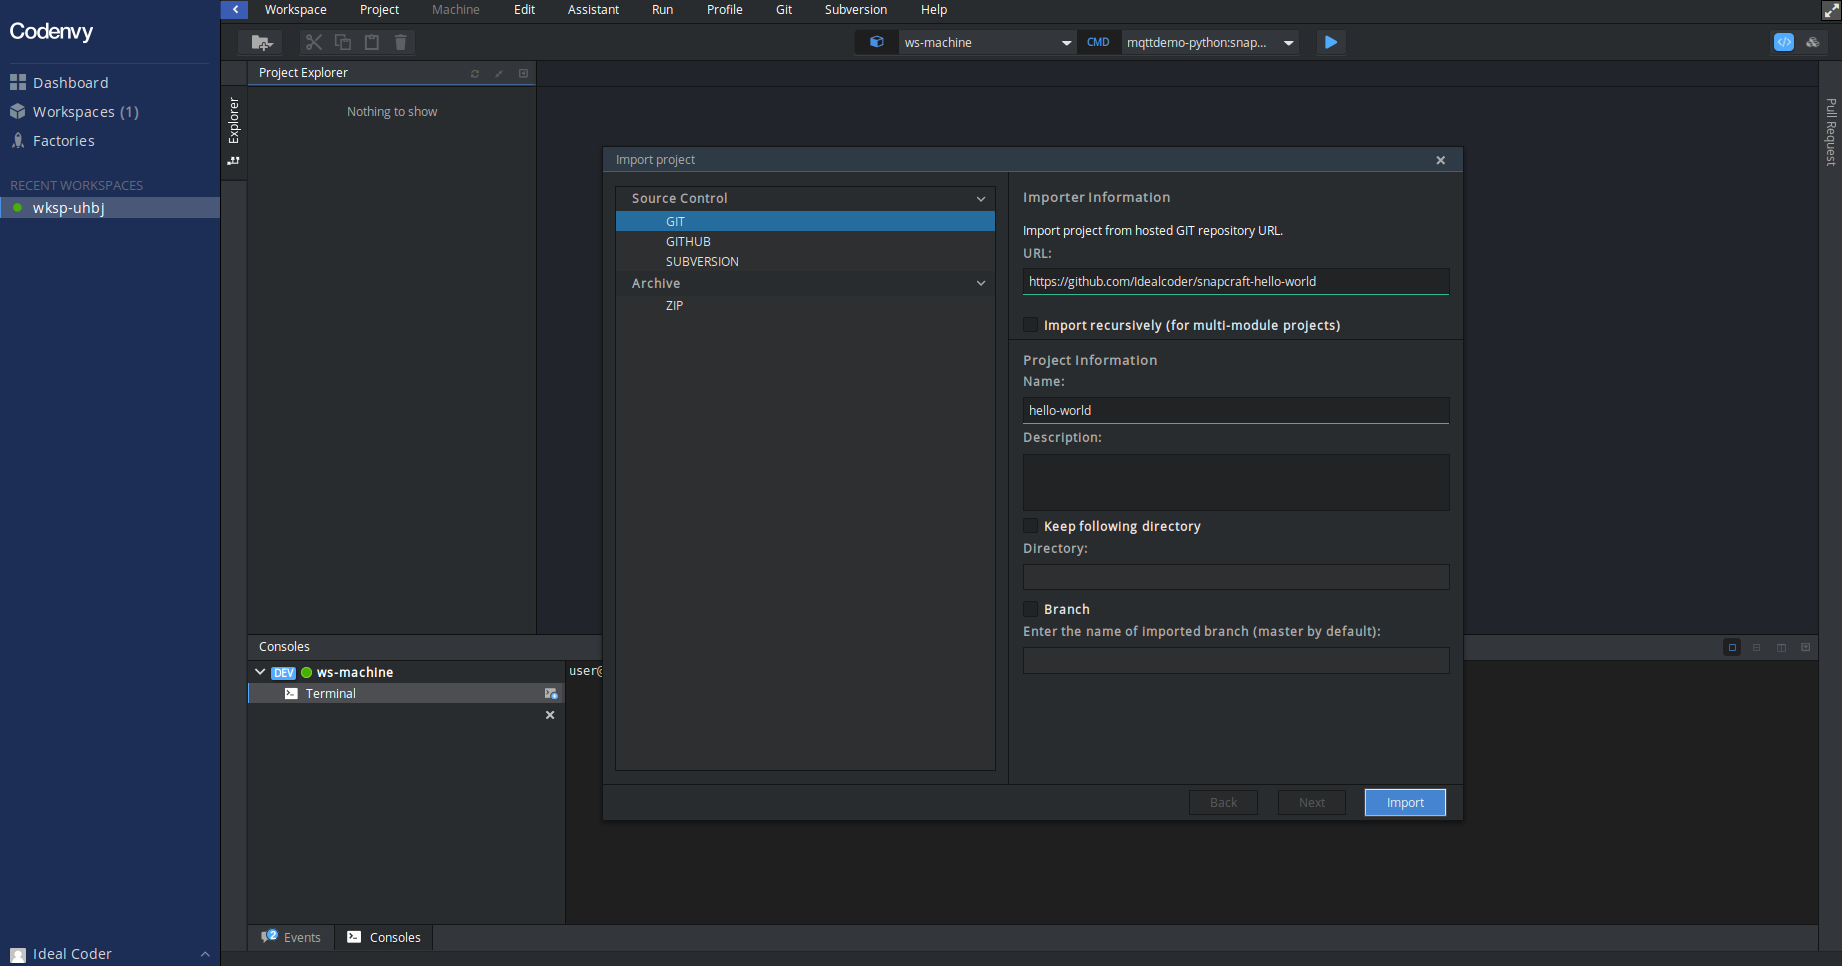 Codenvy
Dashboard
Workspaces (1)
Factories
RECENT WORKSPACES
wksp-uhbj
Ideal Coder
Workspace Project Machine Edit Assistant Run Profile Git Subversion Help
ws-machine CMD mqttdemo-python:snap...
Explorer
Project Explorer
Nothing to show
Pull Request
Import project
Source Control
GIT
GITHUB
SUBVERSION
Archive
ZIP
Importer Information
Import project from hosted GIT repository URL.
URL:
https://github.com/Idealcoder/snapcraft-hello-world
Import recursively (for multi-module projects)
Project Information
Name:
hello-world
Description:
Keep following directory
Directory:
Branch
Enter the name of imported branch (master by default):
Back Next Import
Consoles
DEV ws-machine
Terminal
user@
2 Events Consoles